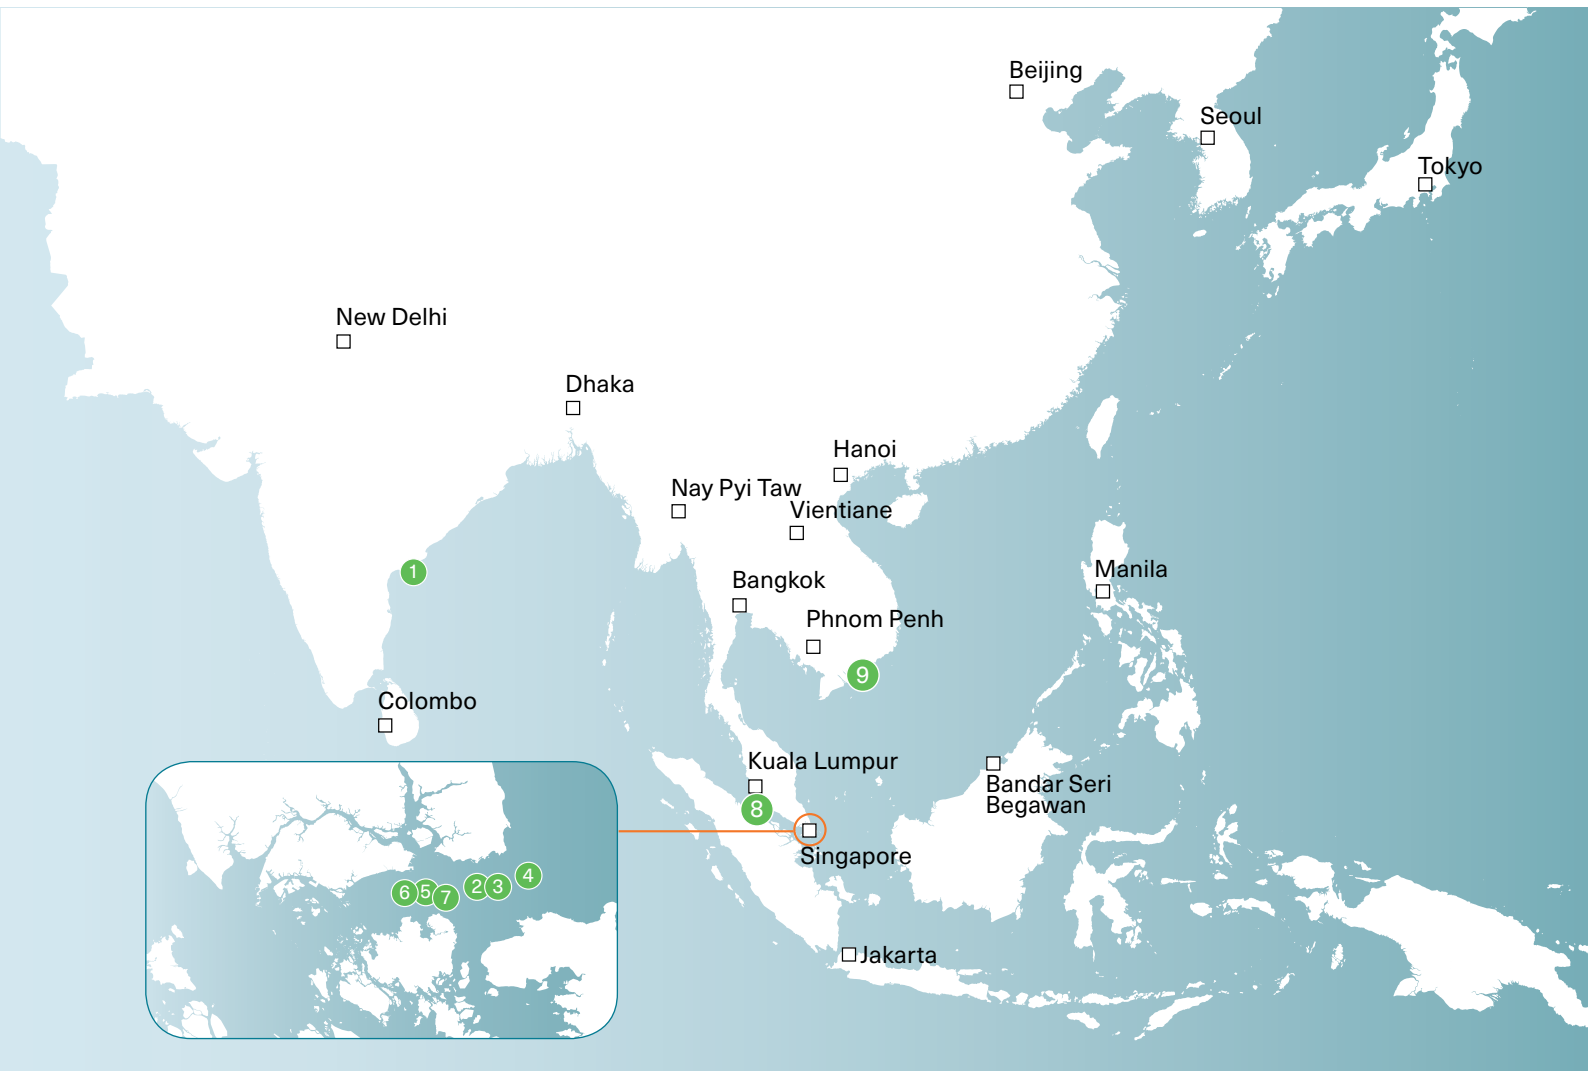 Beijing
Seoul
Tokyo
New Delhi
Dhaka
Hanoi
Nay Pyi Taw
Vientiane
1
Manila
Bangkok
Phnom Penh
9
Colombo
Kuala Lumpur
8
Bandar Seri
Begawan
Singapore
6
5
7
2
3
4
Jakarta